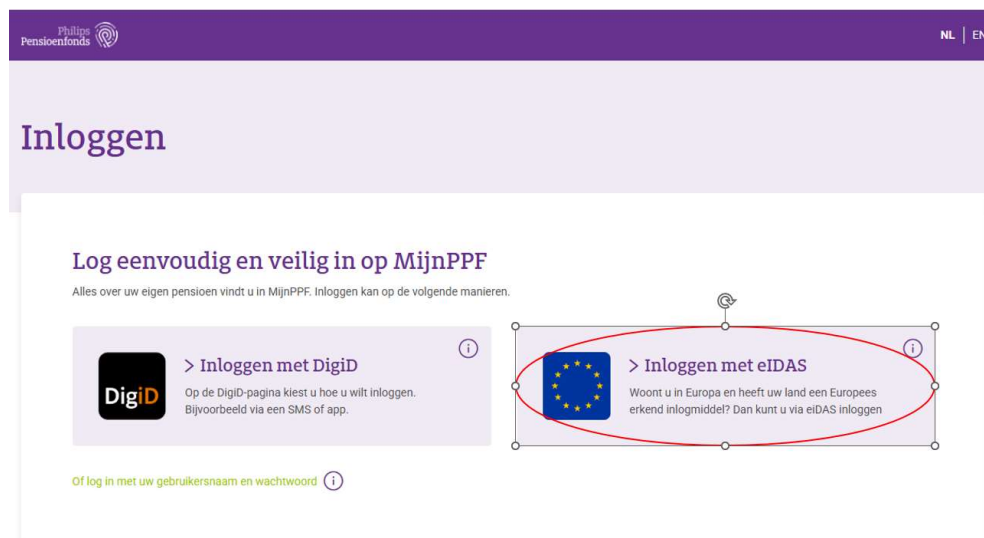 Philips
Pensioenfonds
NL | EN
Inloggen
Log eenvoudig en veilig in op MijnPPF
Alles over uw eigen pensioen vindt u in MijnPPF. Inloggen kan op de volgende manieren.
DigiD
> Inloggen met DigiD
Op de DigiD-pagina kiest u hoe u wilt inloggen.
Bijvoorbeeld via een SMS of app.
> Inloggen met eIDAS
Woont u in Europa en heeft uw land een Europees
erkend inlogmiddel? Dan kunt u via eiDAS inloggen
Of log in met uw gebruikersnaam en wachtwoord